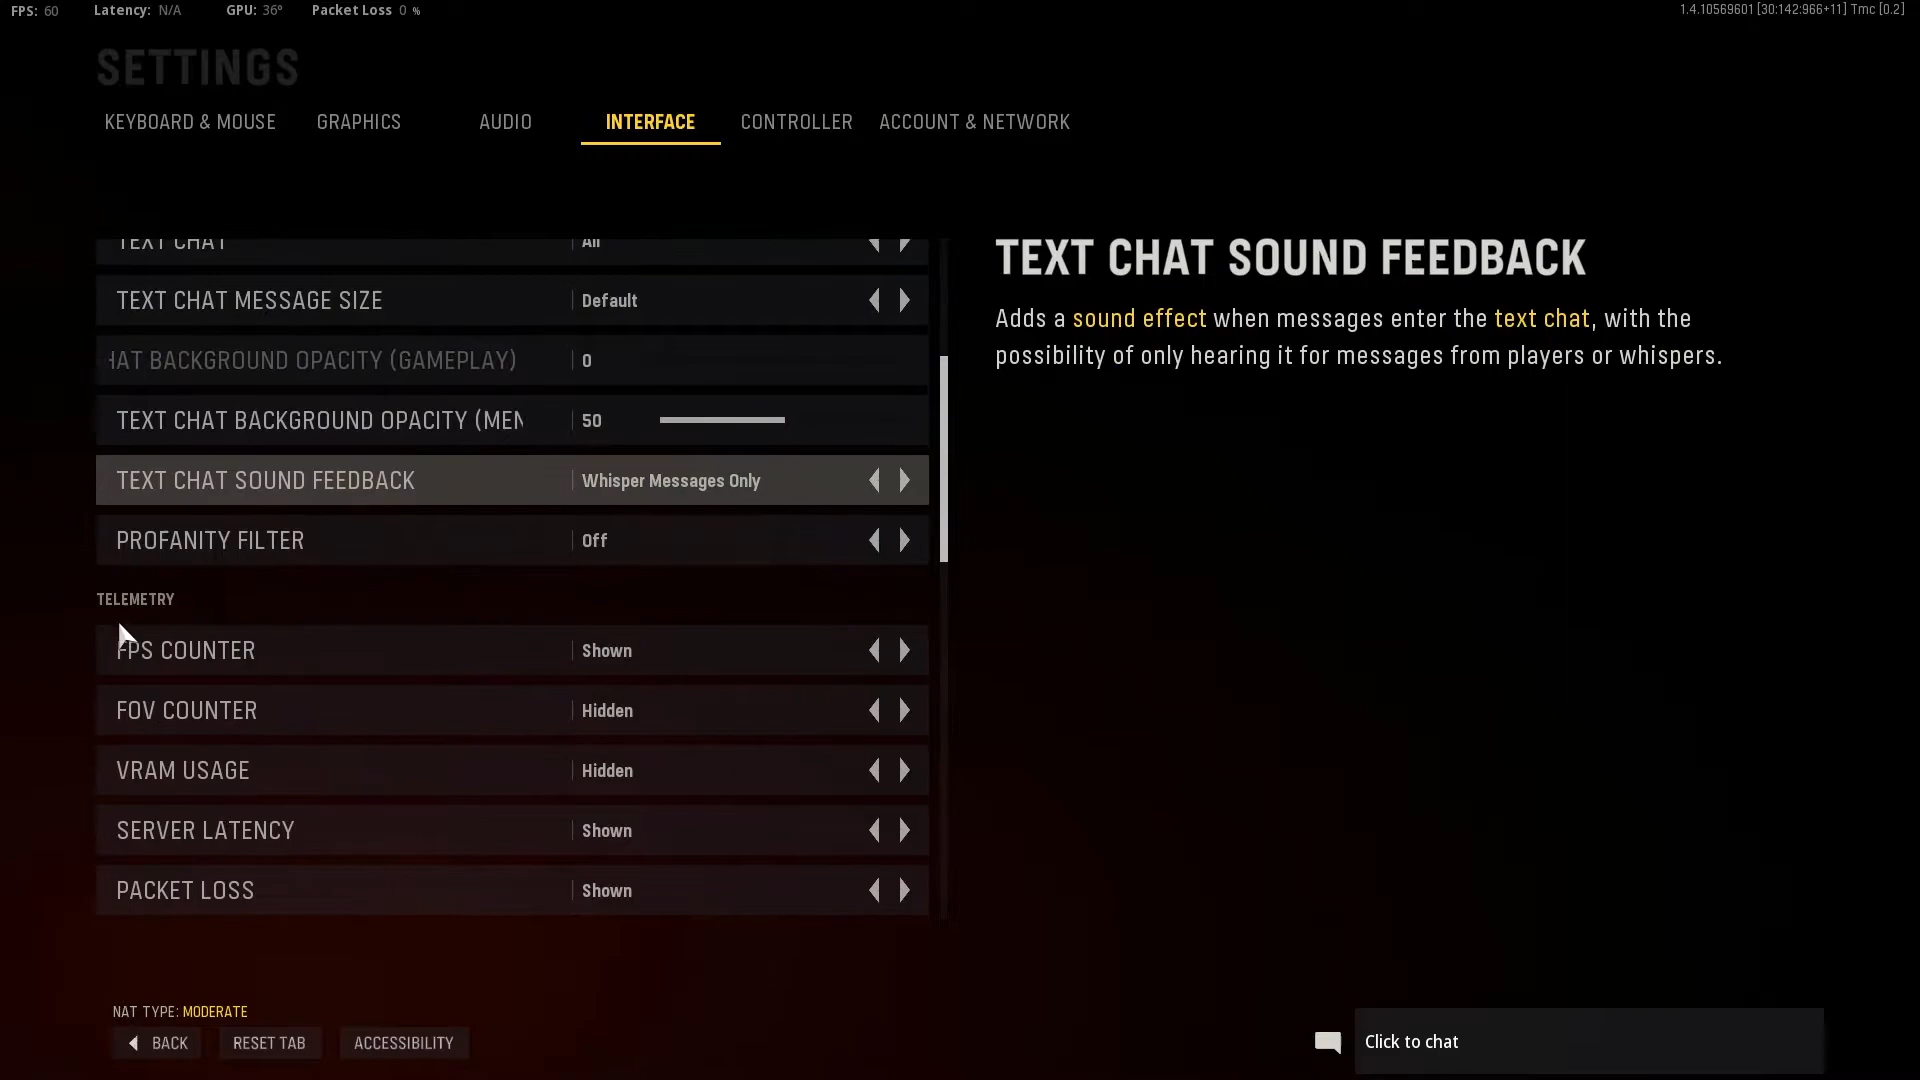 FPS: 60 Latency: N/A GPU: 36° Packet Loss 0 %
1.4.10569601 [30:142:966+11] Tmc [0.2]
SETTINGS
KEYBOARD & MOUSE GRAPHICS AUDIO INTERFACE CONTROLLER ACCOUNT & NETWORK
TEXT CHAT All
TEXT CHAT MESSAGE SIZE Default
HAT BACKGROUND OPACITY (GAMEPLAY) 0
TEXT CHAT BACKGROUND OPACITY (MEN 50
TEXT CHAT SOUND FEEDBACK Whisper Messages Only
PROFANITY FILTER Off
TELEMETRY
FPS COUNTER Shown
FOV COUNTER Hidden
VRAM USAGE Hidden
SERVER LATENCY Shown
PACKET LOSS Shown
TEXT CHAT SOUND FEEDBACK
Adds a sound effect when messages enter the text chat, with the
possibility of only hearing it for messages from players or whispers.
NAT TYPE: MODERATE
BACK RESET TAB ACCESSIBILITY
Click to chat